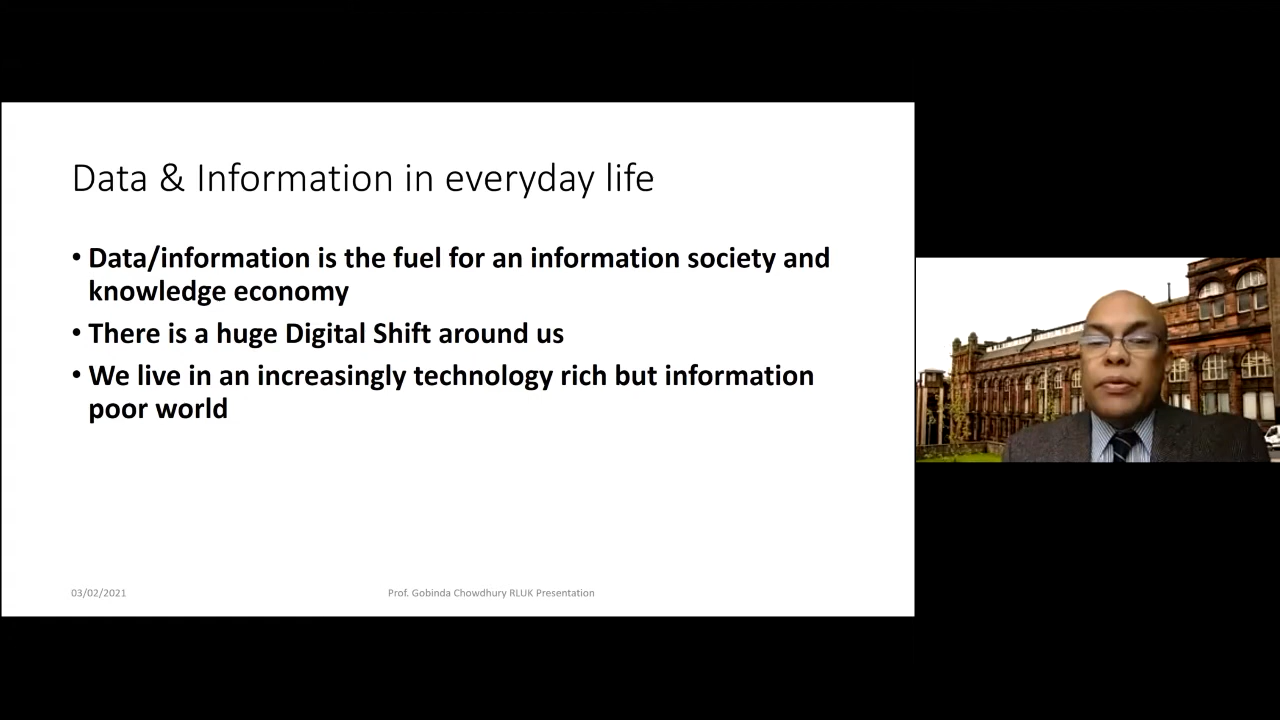 Data & Information in everyday life
• Data/information is the fuel for an information society and
knowledge economy
• There is a huge Digital Shift around us
• We live in an increasingly technology rich but information
poor world
03/02/2021
Prof. Gobinda Chowdhury RLUK Presentation